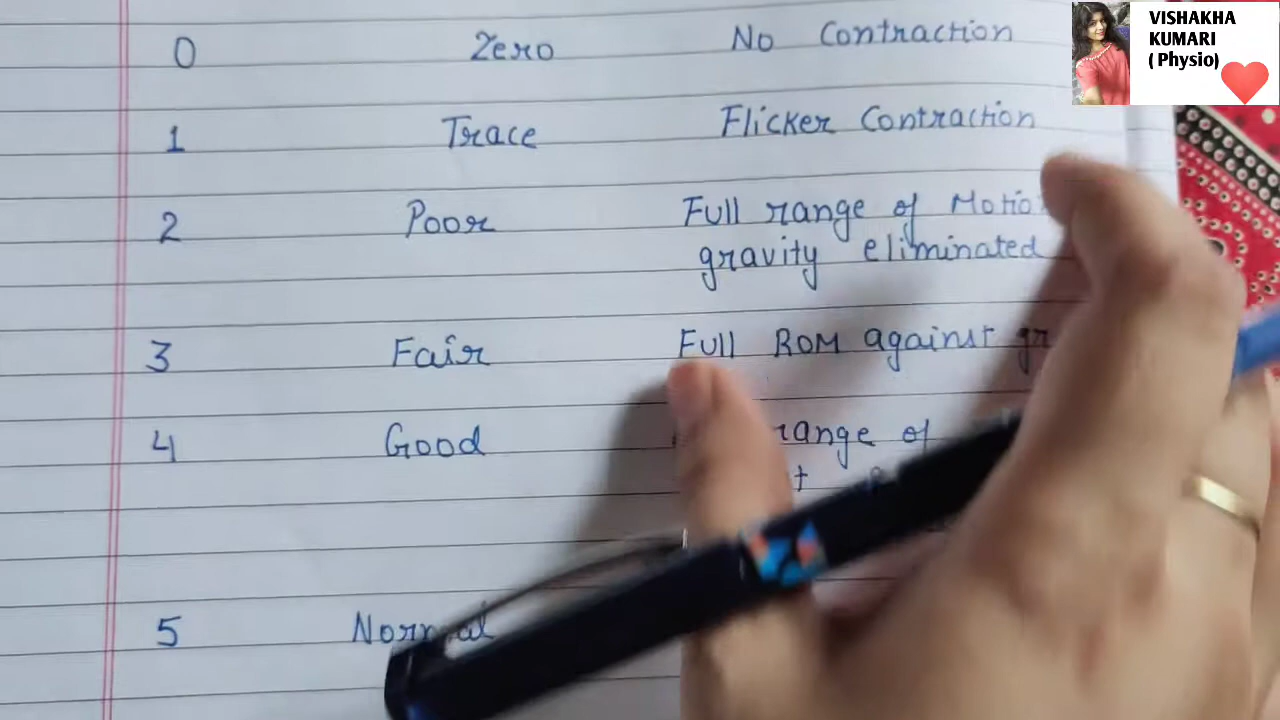 0 Zero No Contraction
1 Trace Flicker Contraction
2 Poor Full range of
gravity eliminated
3 Fair Full ROM against
4 Good range of
5 Normal
VISHAKHA
KUMARI
( Physio)